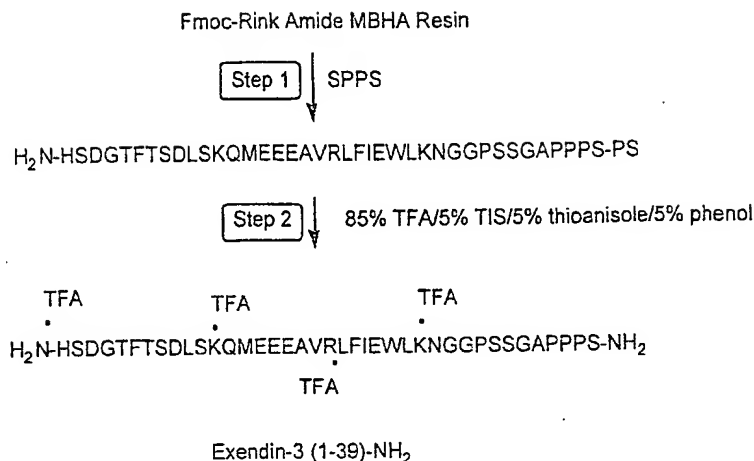 Fmoc-Rink Amide MBHA Resin
Step 1 SPPS
H2N-HSDGTFTSDLSKQMEEEAVRLFIEWLKNGGPSSGAPPPS-PS
Step 2 85% TFA/5% TIS/5% thioanisole/5% phenol
TFA TFA TFA
H2N-HSDGTFTSDLSKQMEEEAVRLFIEWLKNGGPSSGAPPPS-NH2
TFA
Exendin-3 (1-39)-NH2